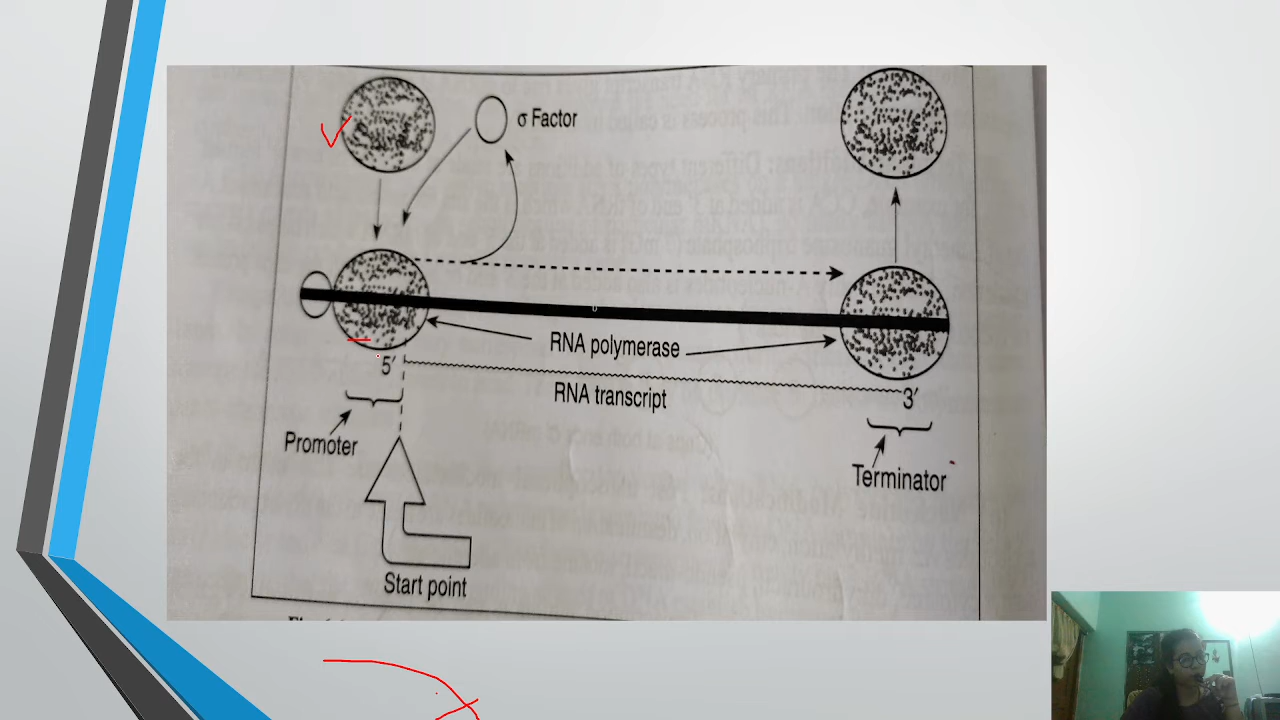 σ Factor
RNA polymerase
5′
RNA transcript
3′
Promoter
Terminator
Start point